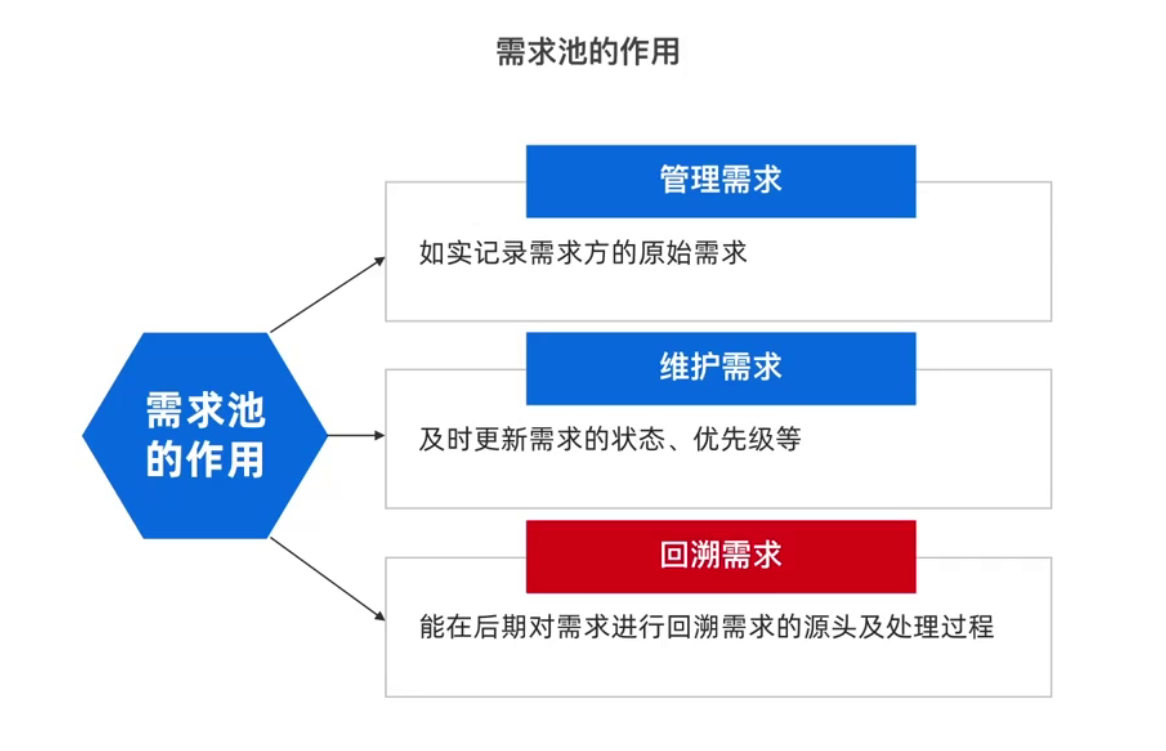 需求池的作用
管理需求
如实记录需求方的原始需求
需求池
的作用
维护需求
及时更新需求的状态、优先级等
回溯需求
能在后期对需求进行回溯需求的源头及处理过程